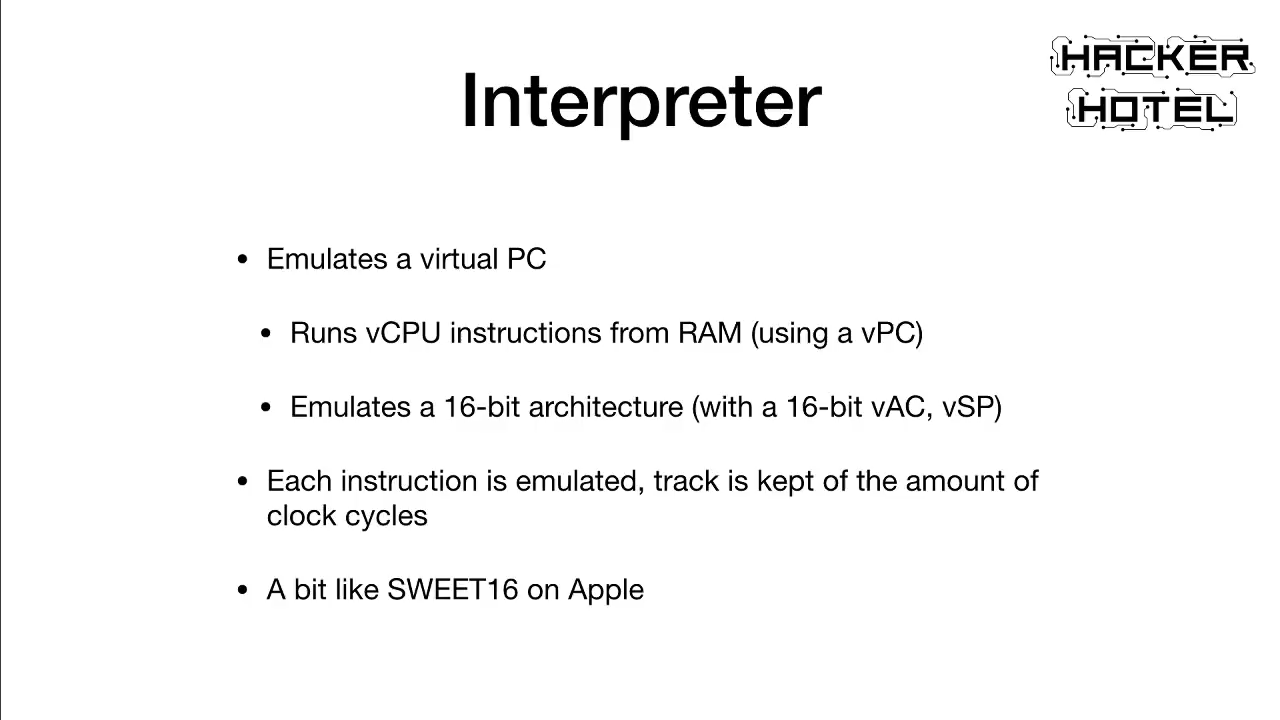 HACKER
HOTEL
Interpreter
• Emulates a virtual PC
• Runs vCPU instructions from RAM (using a vPC)
• Emulates a 16-bit architecture (with a 16-bit vAC, vSP)
• Each instruction is emulated, track is kept of the amount of
clock cycles
• A bit like SWEET16 on Apple